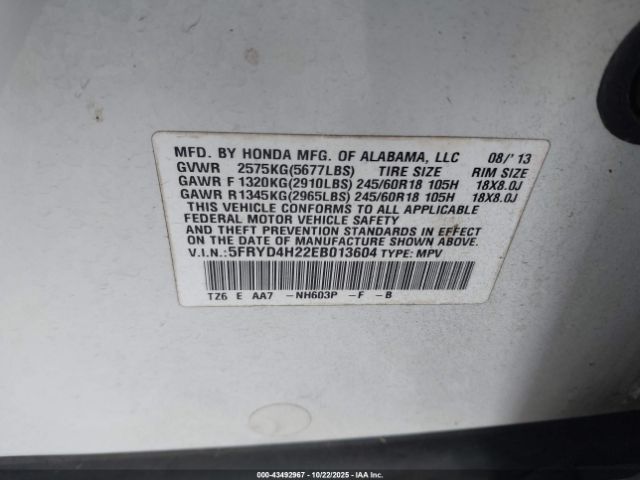 MFD. BY HONDA MFG. OF ALABAMA, LLC 08/'13
GVWR 2575KG(5677LBS) TIRE SIZE RIM SIZE
GAWR F 1320KG(2910LBS) 245/60R18 105H 18X8.0J
GAWR R 1345KG(2965LBS) 245/60R18 105H 18X8.0J
THIS VEHICLE CONFORMS TO ALL APPLICABLE
FEDERAL MOTOR VEHICLE SAFETY
AND THEFT PREVENTION STANDARDS IN EFFECT
ON THE DATE OF MANUFACTURE SHOWN ABOVE.
V.I.N.: 5FRYD4H22EB013604 TYPE: MPV
TZ6 E AA7 -NH603P -F -B
000-43492967 | 10/22/2025 | IAA Inc.